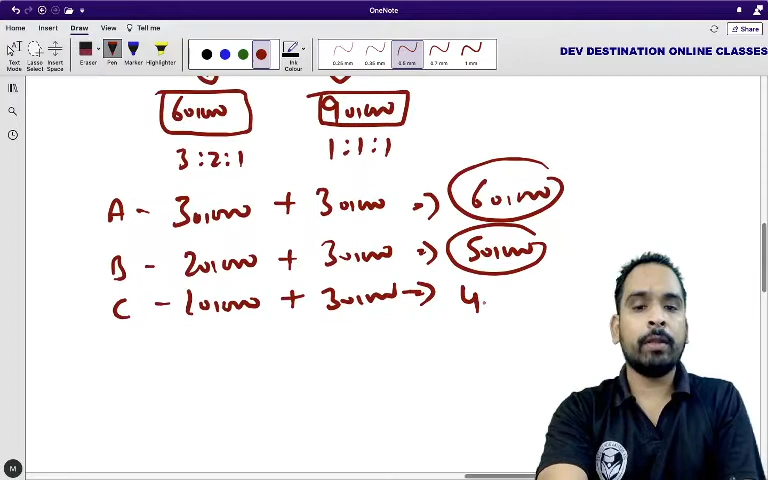 OneNote
Home Insert Draw View Tell me
Share
Text Mode Lasso Select Insert Space Eraser Pen Marker Highlighter Ink Colour 0.25 mm 0.35 mm 0.5 mm 0.7 mm 1 mm
DEV DESTINATION ONLINE CLASSES
60,000 90,000
3:2:1 1:1:1
A - 30,000 + 30,000 => 60,000
B - 20,000 + 30,000 => 50,000
C - 10,000 + 30,000 => 4
M